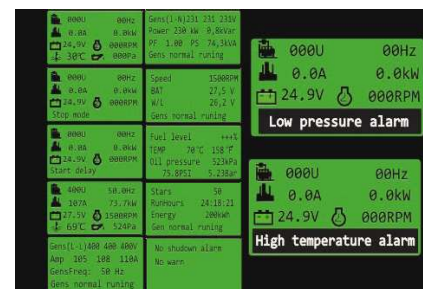 000U 00Hz
0.0A 0.0kW
24.9V 000RPM
30℃ 000Pa
000U 00Hz
0.0A 0.0kW
24.9V 000RPM
Stop mode
000U 00Hz
0.0A 0.0kW
24.9V 000RPM
Start delay
400U 50.0Hz
107A 73.7kW
27.5V 1500RPM
69℃ 524Pa
Gens(L-L)400 400 400V
Amp 105 108 110A
GensFreq: 50 Hz
Gens normal runing
Gens(L-N)231 231 231V
Power 230 kW 0,8kVar
PF 1.00 PS 74,3kVA
Gens normal runing
Speed 1500RPM
BAT 27,5 V
W/L 26,2 V
Gens normal runing
Fuel level +++%
TEMP 70℃ 158℉
Oil pressure 523kPa
75.8PSI 5.23Bar
Stars 50
RunHours 24:18:21
Energy 200kWh
Gen normal runing
No shudown alarm
No warn
000U 00Hz
0.0A 0.0kW
24.9V 000RPM
Low pressure alarm
000U 00Hz
0.0A 0.0kW
24.9V 000RPM
High temperature alarm